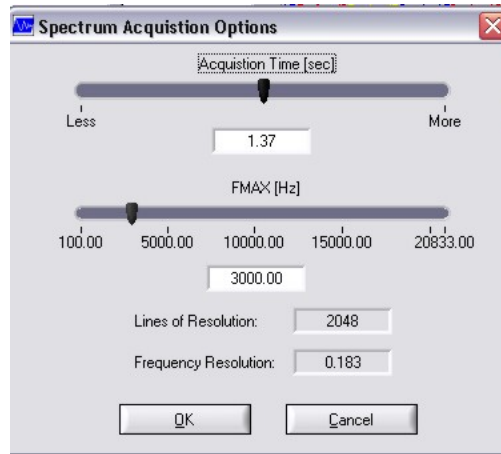 Spectrum Acquistion Options
Acquistion Time [sec]
Less More
1.37
FMAX [Hz]
100.00 5000.00 10000.00 15000.00 20833.00
3000.00
Lines of Resolution: 2048
Frequency Resolution: 0.183
OK Cancel